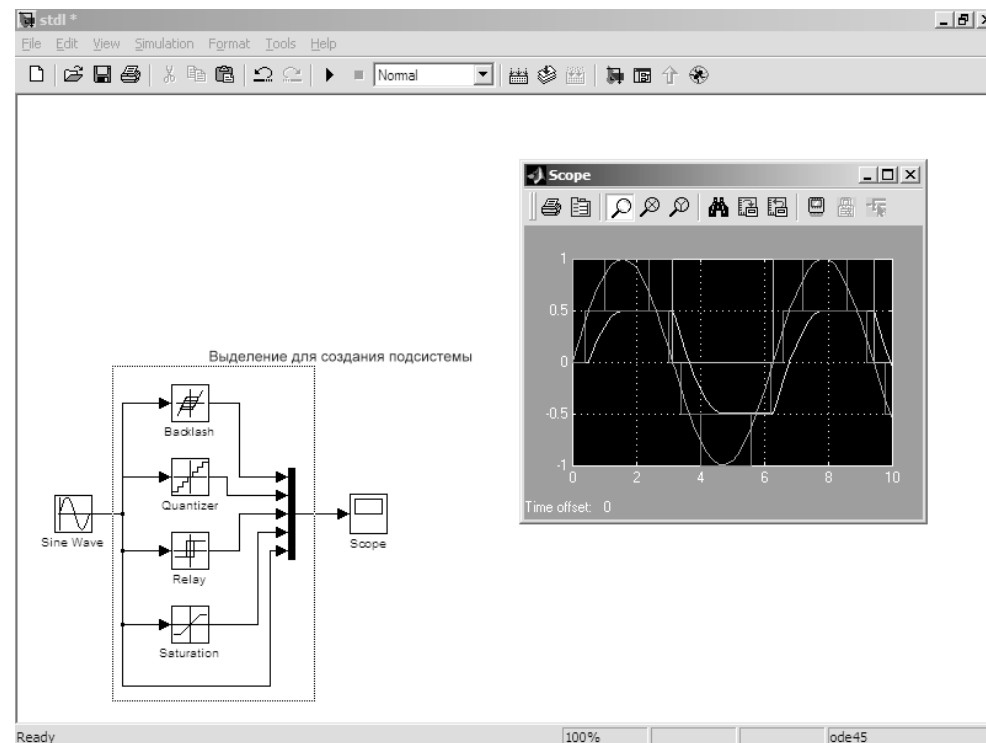 stdl *
File Edit View Simulation Format Tools Help
Normal
Scope
1
0.5
0
-0.5
-1
0 2 4 6 8 10
Time offset: 0
Выделение для создания подсистемы
Backlash
Quantizer
Sine Wave
Scope
Relay
Saturation
Ready 100% ode45